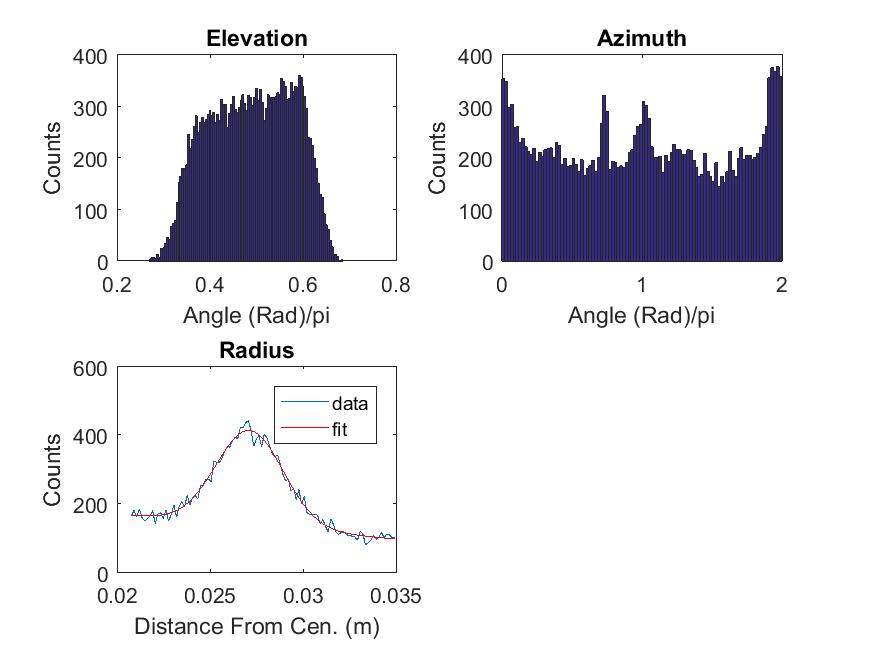 Elevation
400
300
200
100
0
Counts
0.2 0.4 0.6 0.8
Angle (Rad)/pi
Azimuth
400
300
200
100
0
Counts
0 1 2
Angle (Rad)/pi
Radius
600
400
200
0
Counts
data
fit
0.02 0.025 0.03 0.035
Distance From Cen. (m)